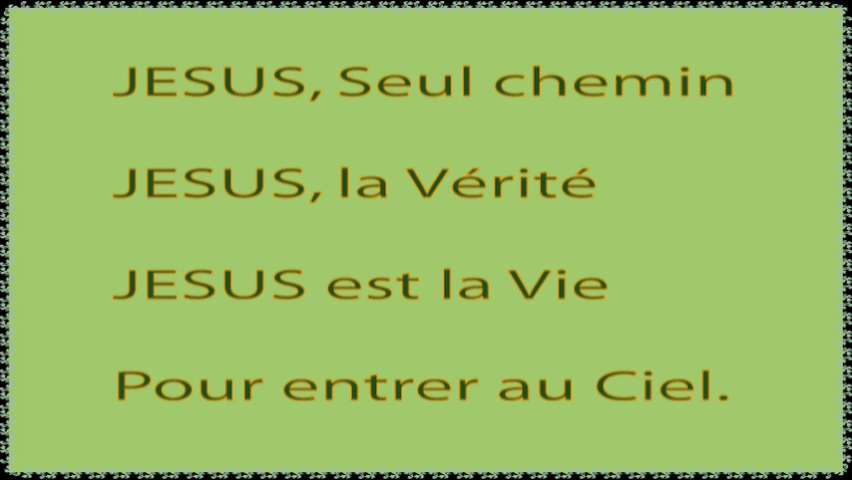 JESUS, Seul chemin
JESUS, la Vérité
JESUS est la Vie
Pour entrer au Ciel.